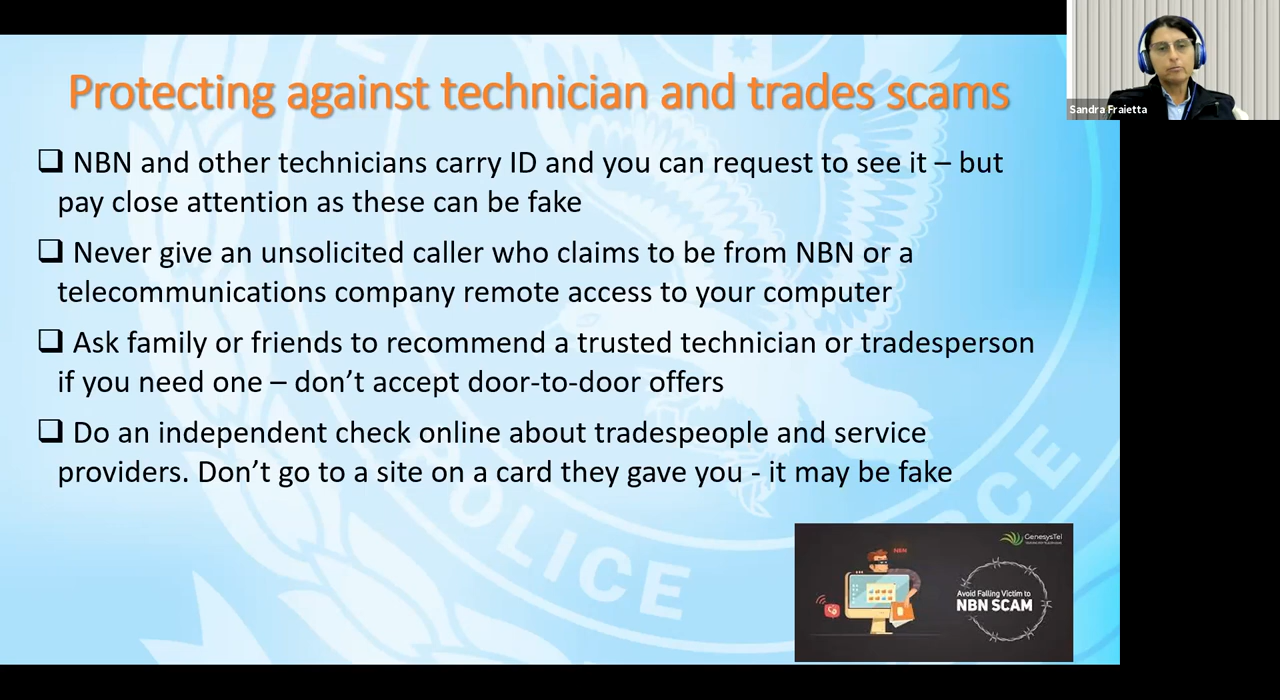 Protecting against technician and trades scams
Sandra Fraietta
❑ NBN and other technicians carry ID and you can request to see it – but
pay close attention as these can be fake
❑ Never give an unsolicited caller who claims to be from NBN or a
telecommunications company remote access to your computer
❑ Ask family or friends to recommend a trusted technician or tradesperson
if you need one – don’t accept door-to-door offers
❑ Do an independent check online about tradespeople and service
providers. Don’t go to a site on a card they gave you - it may be fake
POLICE FORCE
GenesysTel
NBN
Avoid Falling Victim to
NBN SCAM